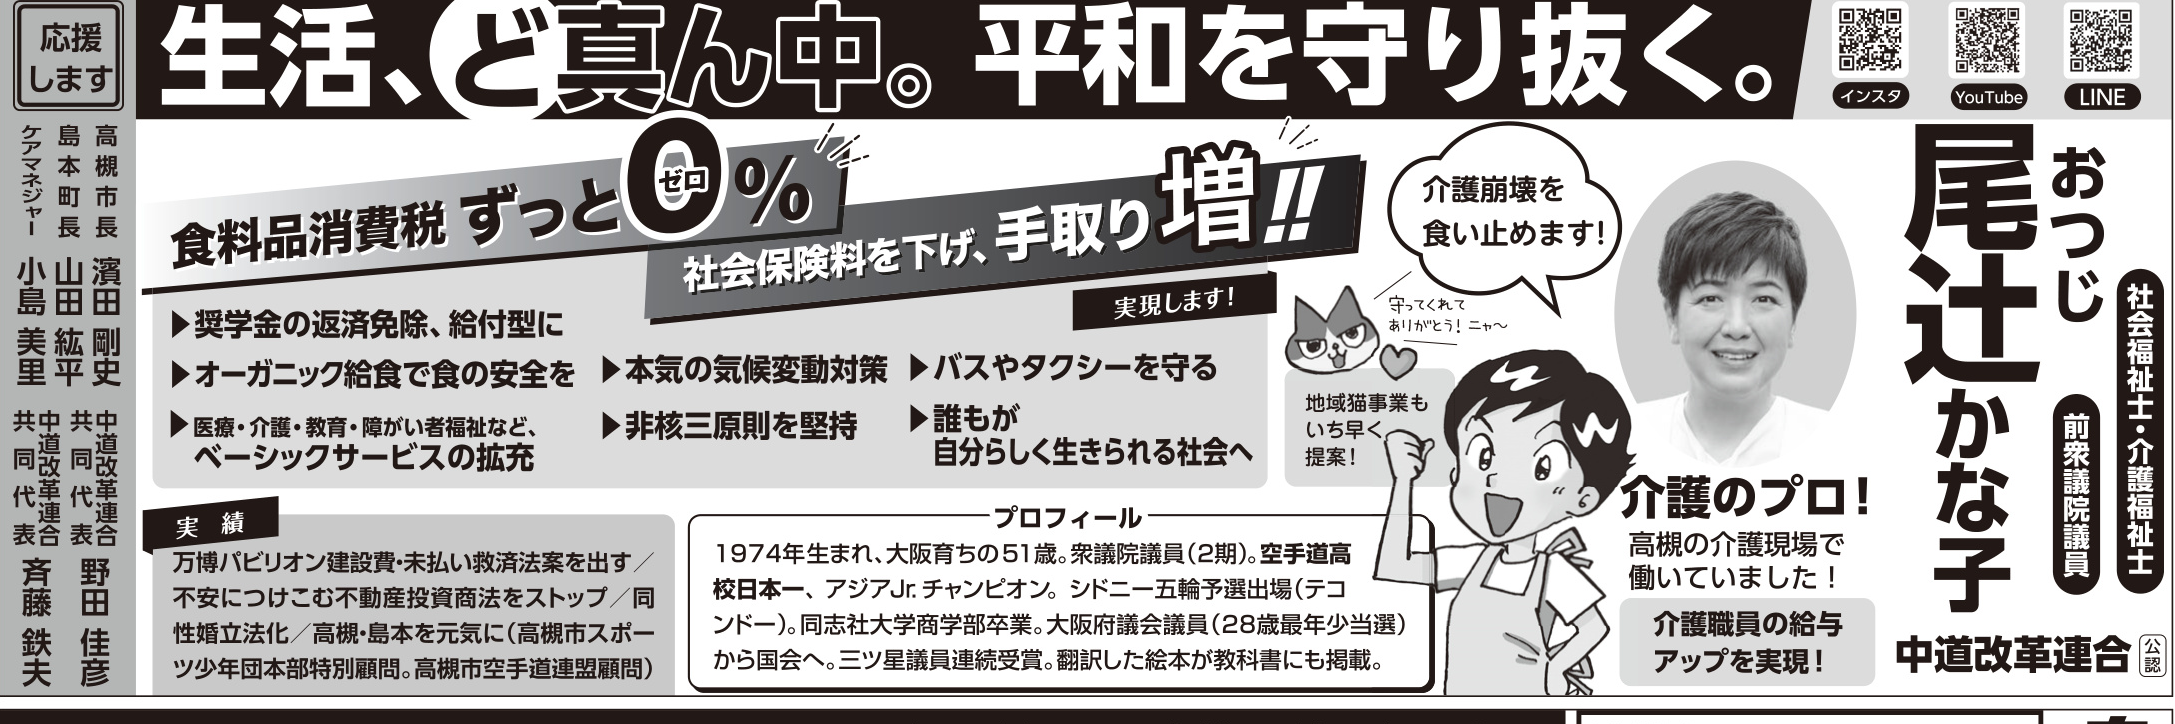 生活、ど真ん中。平和を守り抜く。
インスタ
YouTube
LINE
おつじ
尾辻かな子
社会福祉士・介護福祉士
前衆議院議員
中道改革連合
公認
介護崩壊を
食い止めます!
食料品消費税 ずっと0%
ゼロ
社会保険料を下げ、手取り増!!
実現します!
▶奨学金の返済免除、給付型に
▶オーガニック給食で食の安全を
▶医療・介護・教育・障がい者福祉など、
ベーシックサービスの拡充
▶本気の気候変動対策
▶非核三原則を堅持
▶バスやタクシーを守る
▶誰もが
自分らしく生きられる社会へ
守ってくれて
ありがとう! ニャ〜
地域猫事業も
いち早く
提案!
介護のプロ!
高槻の介護現場で
働いていました!
介護職員の給与
アップを実現!
実 績
万博パビリオン建設費・未払い救済法案を出す/
不安につけこむ不動産投資商法をストップ/同
性婚立法化/高槻・島本を元気に(高槻市スポー
ツ少年団本部特別顧問。高槻市空手道連盟顧問)
プロフィール
1974年生まれ、大阪育ちの51歳。衆議院議員(2期)。空手道高
校日本一、アジアJr.チャンピオン。シドニー五輪予選出場(テコ
ンドー)。同志社大学商学部卒業。大阪府議会議員(28歳最年少当選)
から国会へ。三ツ星議員連続受賞。翻訳した絵本が教科書にも掲載。
応援
します
高槻市長 濱田 剛史
島本町長 山田 紘平
ケアマネジャー 小島 美里
中道改革連合
共同代表 野田 佳彦
中道改革連合
共同代表 斉藤 鉄夫